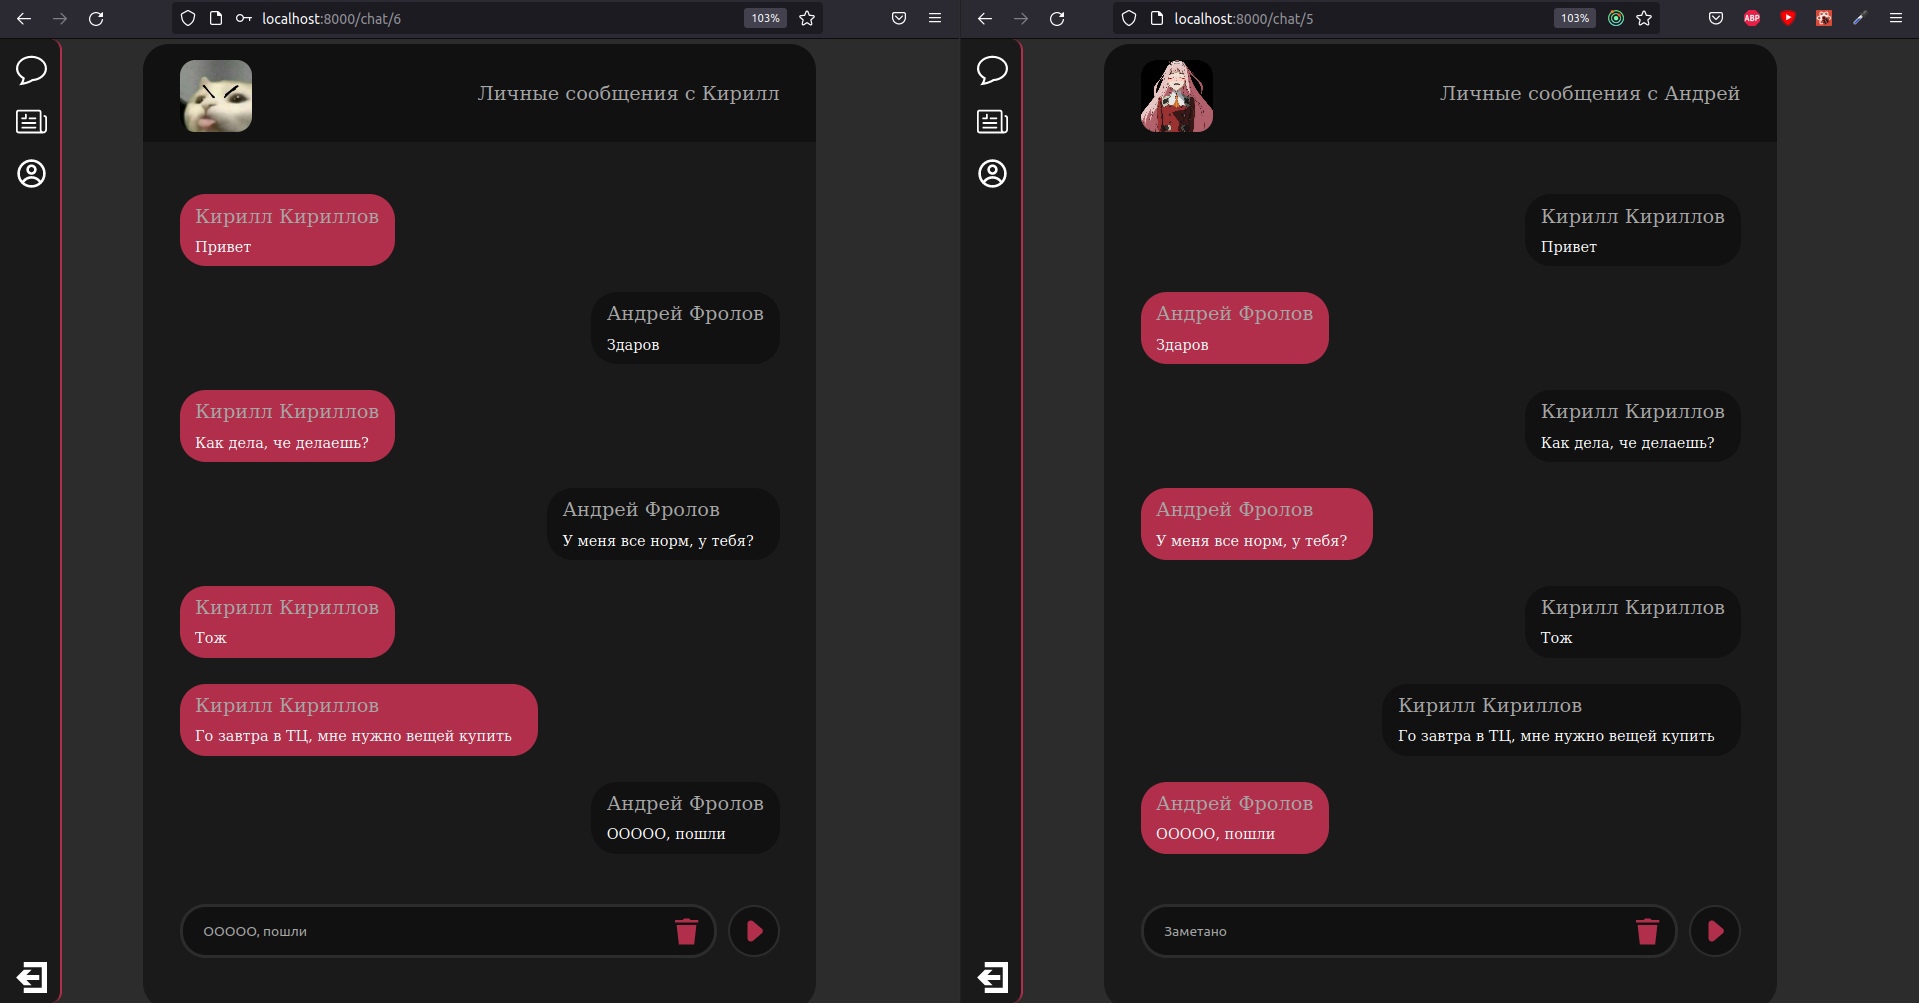 localhost:8000/chat/6
103%
Личные сообщения с Кирилл
Кирилл Кириллов
Привет
Андрей Фролов
Здаров
Кирилл Кириллов
Как дела, че делаешь?
Андрей Фролов
У меня все норм, у тебя?
Кирилл Кириллов
Тож
Кирилл Кириллов
Го завтра в ТЦ, мне нужно вещей купить
Андрей Фролов
ООООО, пошли
ООООО, пошли
localhost:8000/chat/5
103%
ABP
Личные сообщения с Андрей
Кирилл Кириллов
Привет
Андрей Фролов
Здаров
Кирилл Кириллов
Как дела, че делаешь?
Андрей Фролов
У меня все норм, у тебя?
Кирилл Кириллов
Тож
Кирилл Кириллов
Го завтра в ТЦ, мне нужно вещей купить
Андрей Фролов
ООООО, пошли
Заметано